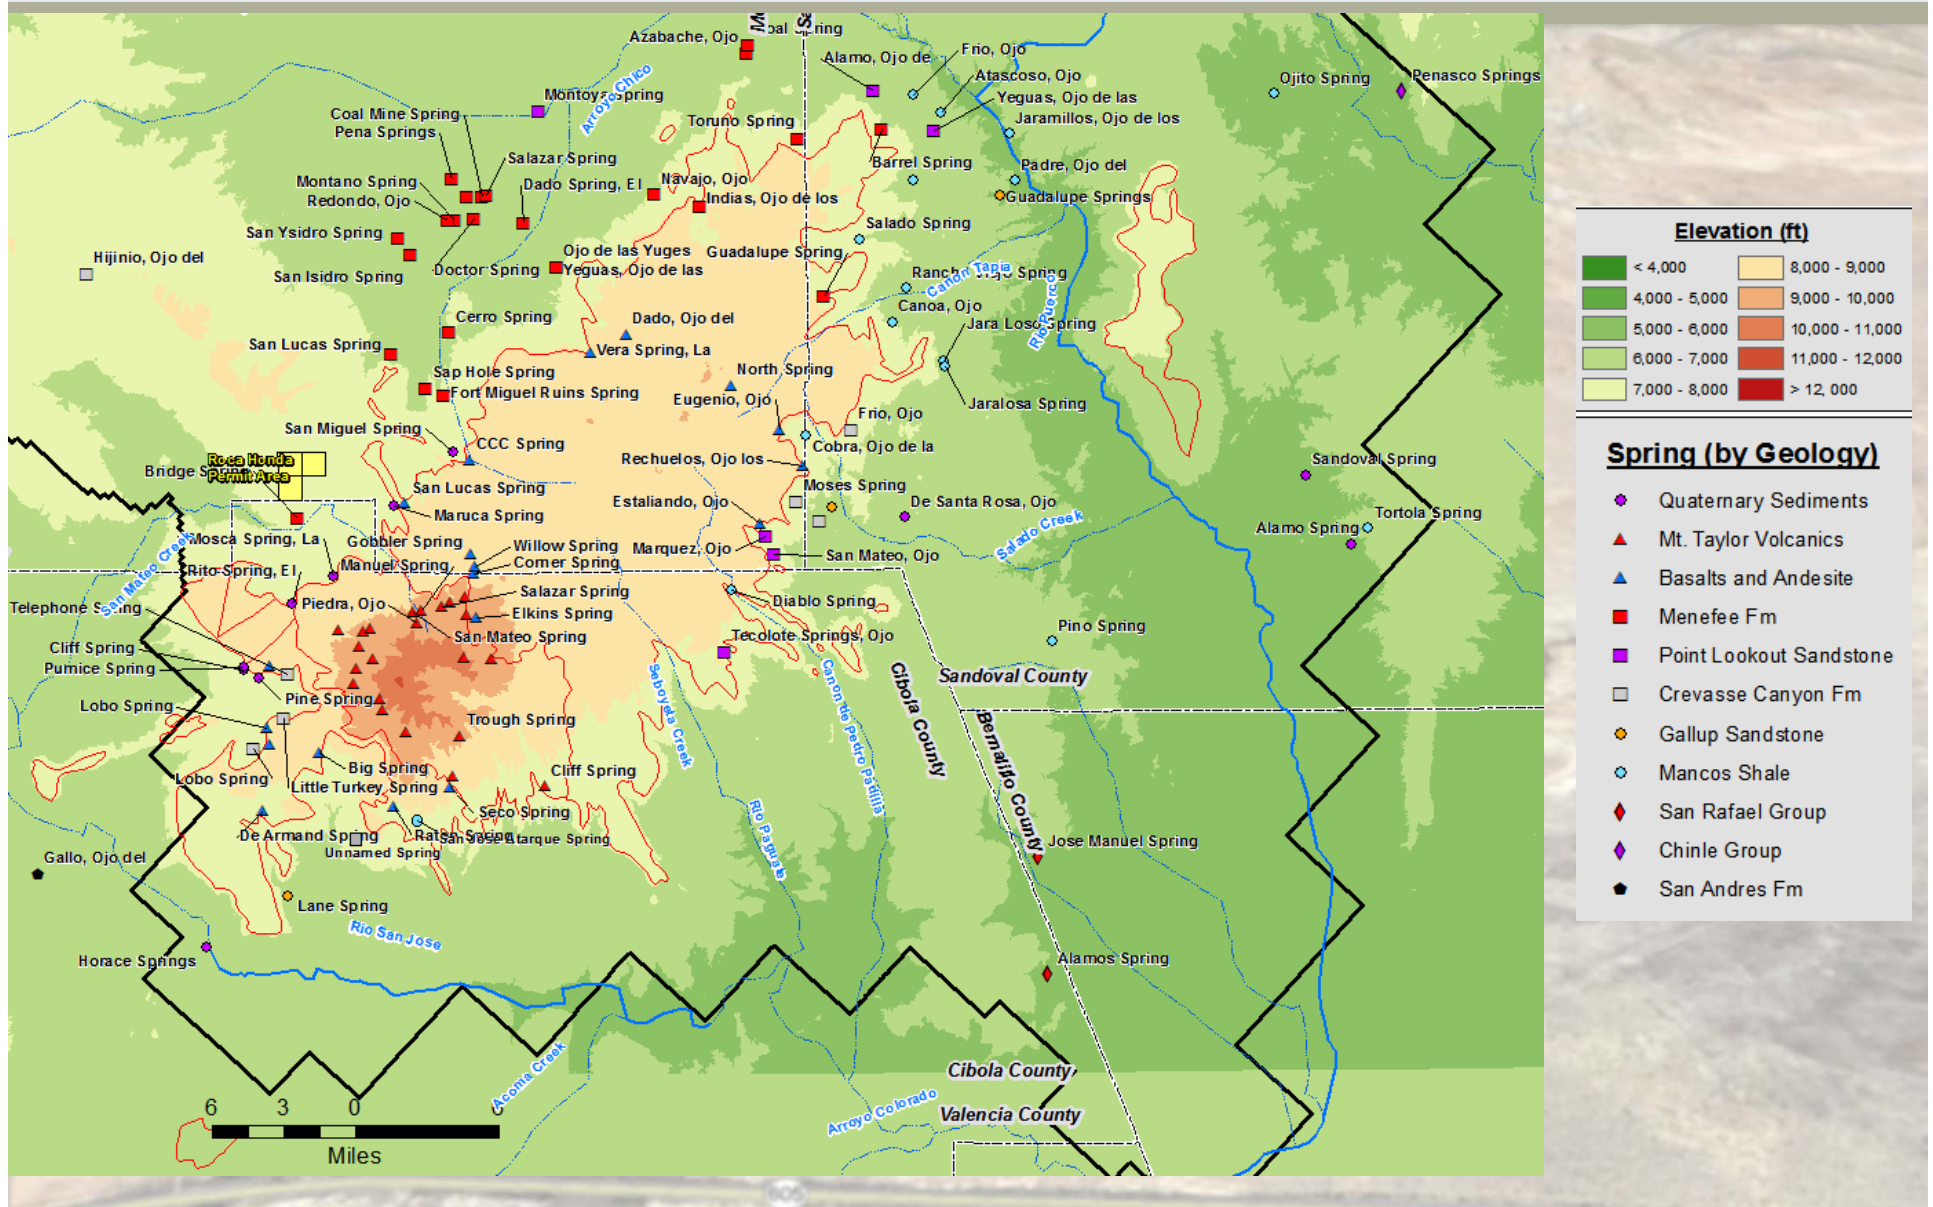 Azabache, Ojo
oal Spring
Alamo, Ojo de
Frio, Ojo
Atascoso, Ojo
Ojito Spring
Penasco Springs
Yeguas, Ojo de las
Jaramillos, Ojo de los
Montoya Spring
Arroyo Chico
Coal Mine Spring
Pena Springs
Toruno Spring
Salazar Spring
Barrel Spring
Padre, Ojo del
Montano Spring
Dado Spring, El
Navajo, Ojo
Redondo, Ojo
Indias, Ojo de los
Guadalupe Springs
San Ysidro Spring
Salado Spring
Hijinio, Ojo del
Ojo de las Yuges
Guadalupe Spring
San Isidro Spring
Doctor Spring
Yeguas, Ojo de las
Canon Tapia
Canoa, Ojo
Rio Puerco
Cerro Spring
Dado, Ojo del
Jara Loso Spring
San Lucas Spring
Vera Spring, La
Sap Hole Spring
North Spring
Fort Miguel Ruins Spring
Eugenio, Ojo
Jaralosa Spring
Frio, Ojo
San Miguel Spring
CCC Spring
Cobra, Ojo de la
Roca Honda
Permit Area
Rechuelos, Ojo los
Sandoval Spring
San Lucas Spring
Moses Spring
Maruca Spring
Estaliando, Ojo
De Santa Rosa, Ojo
Tortola Spring
Alamo Spring
Salado Creek
Mosca Spring, La
Gobbler Spring
Willow Spring
Marquez, Ojo
San Mateo, Ojo
San Mateo Creek
Rito Spring, El
Manuel Spring
Corner Spring
Salazar Spring
Diablo Spring
Telephone Spring
Piedra, Ojo
Elkins Spring
San Mateo Spring
Tecolote Springs, Ojo
Pino Spring
Cliff Spring
Pumice Spring
Sandoval County
Cibola County
Seboyeta Creek
Canon de Pedro Padilla
Pine Spring
Lobo Spring
Trough Spring
Bernalifo County
Lobo Spring
Big Spring
Cliff Spring
Little Turkey Spring
Rio Paguate
Seco Spring
De Armand Spring
San Jose Atarque Spring
Unnamed Spring
Jose Manuel Spring
Gallo, Ojo del
Lane Spring
Rio San Jose
Horace Springs
Alamos Spring
Acoma Creek
Cibola County
Arroyo Colorado
Valencia County
6 3 0
Miles
Elevation (ft)
< 4,000
4,000 - 5,000
5,000 - 6,000
6,000 - 7,000
7,000 - 8,000
8,000 - 9,000
9,000 - 10,000
10,000 - 11,000
11,000 - 12,000
> 12, 000
Spring (by Geology)
Quaternary Sediments
Mt. Taylor Volcanics
Basalts and Andesite
Menefee Fm
Point Lookout Sandstone
Crevasse Canyon Fm
Gallup Sandstone
Mancos Shale
San Rafael Group
Chinle Group
San Andres Fm
605